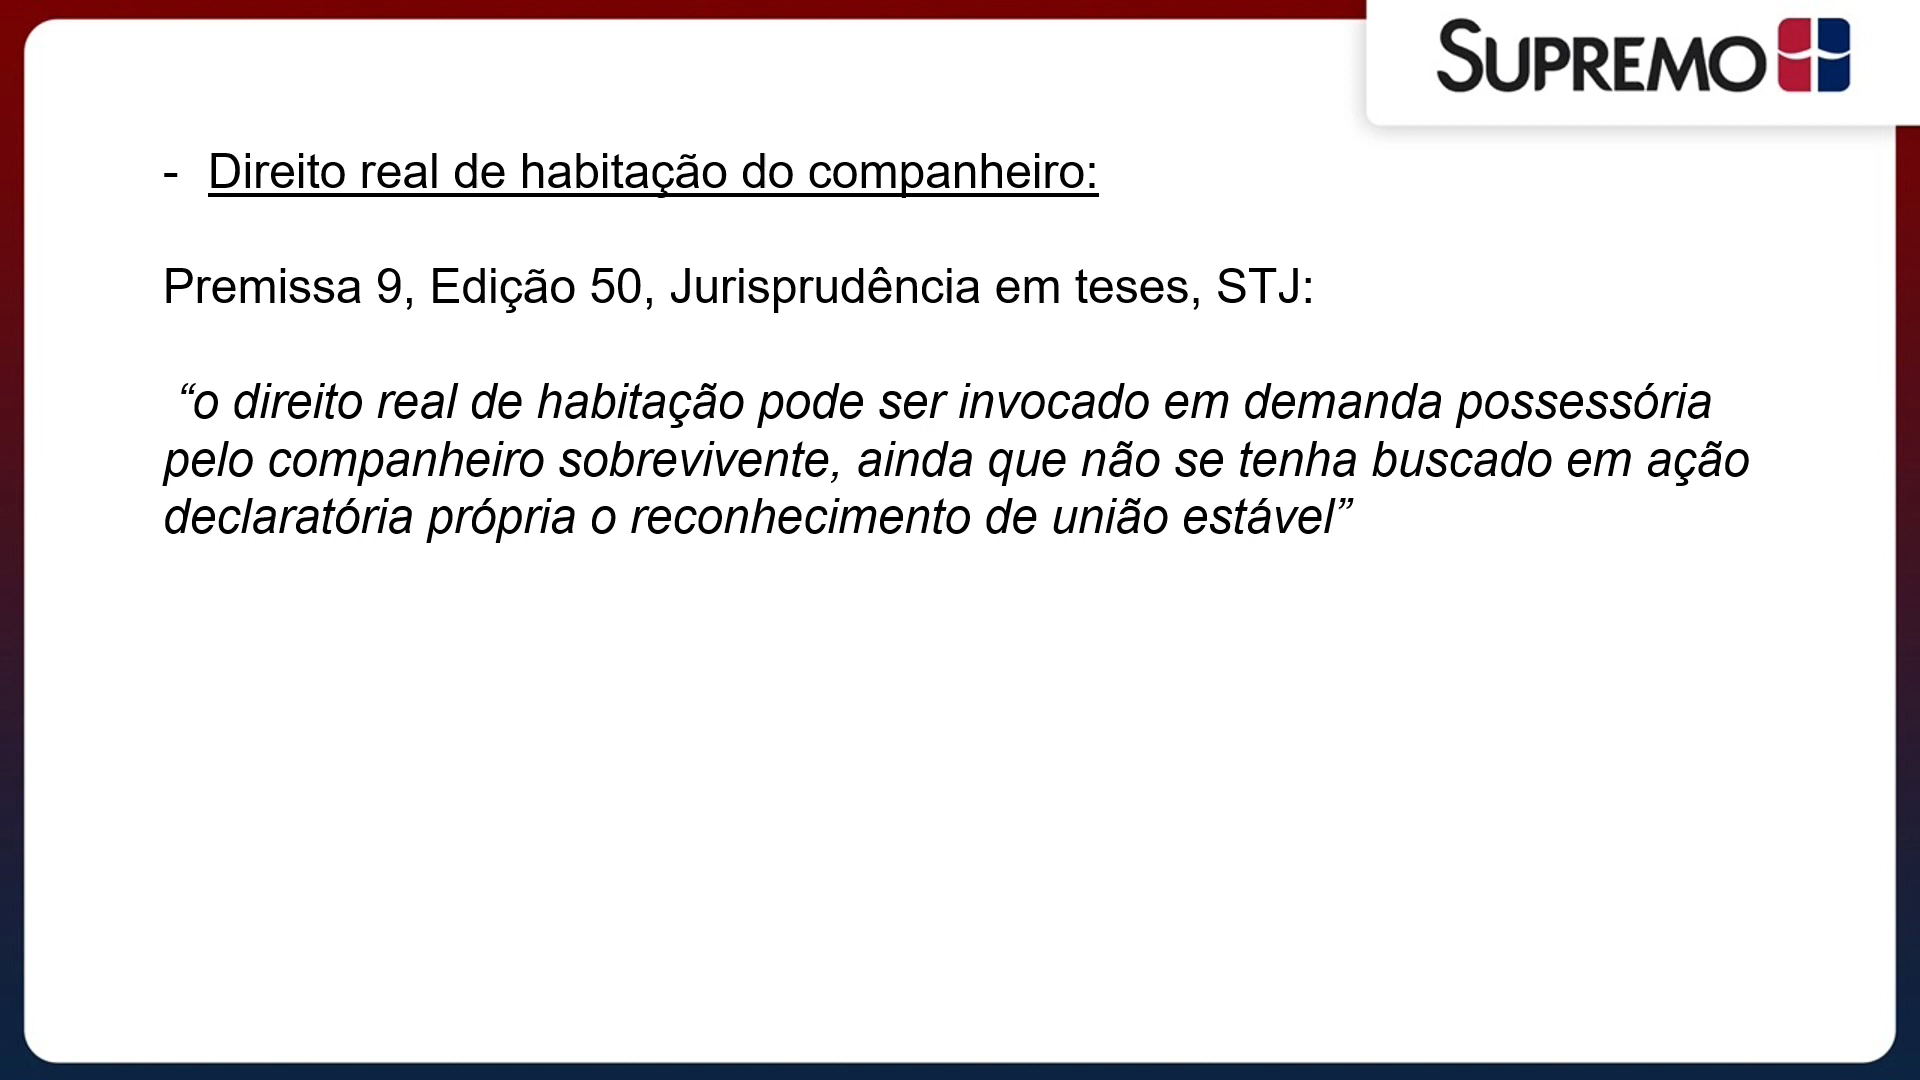 SUPREMO
- Direito real de habitação do companheiro:
Premissa 9, Edição 50, Jurisprudência em teses, STJ:
“o direito real de habitação pode ser invocado em demanda possessória
pelo companheiro sobrevivente, ainda que não se tenha buscado em ação
declaratória própria o reconhecimento de união estável”